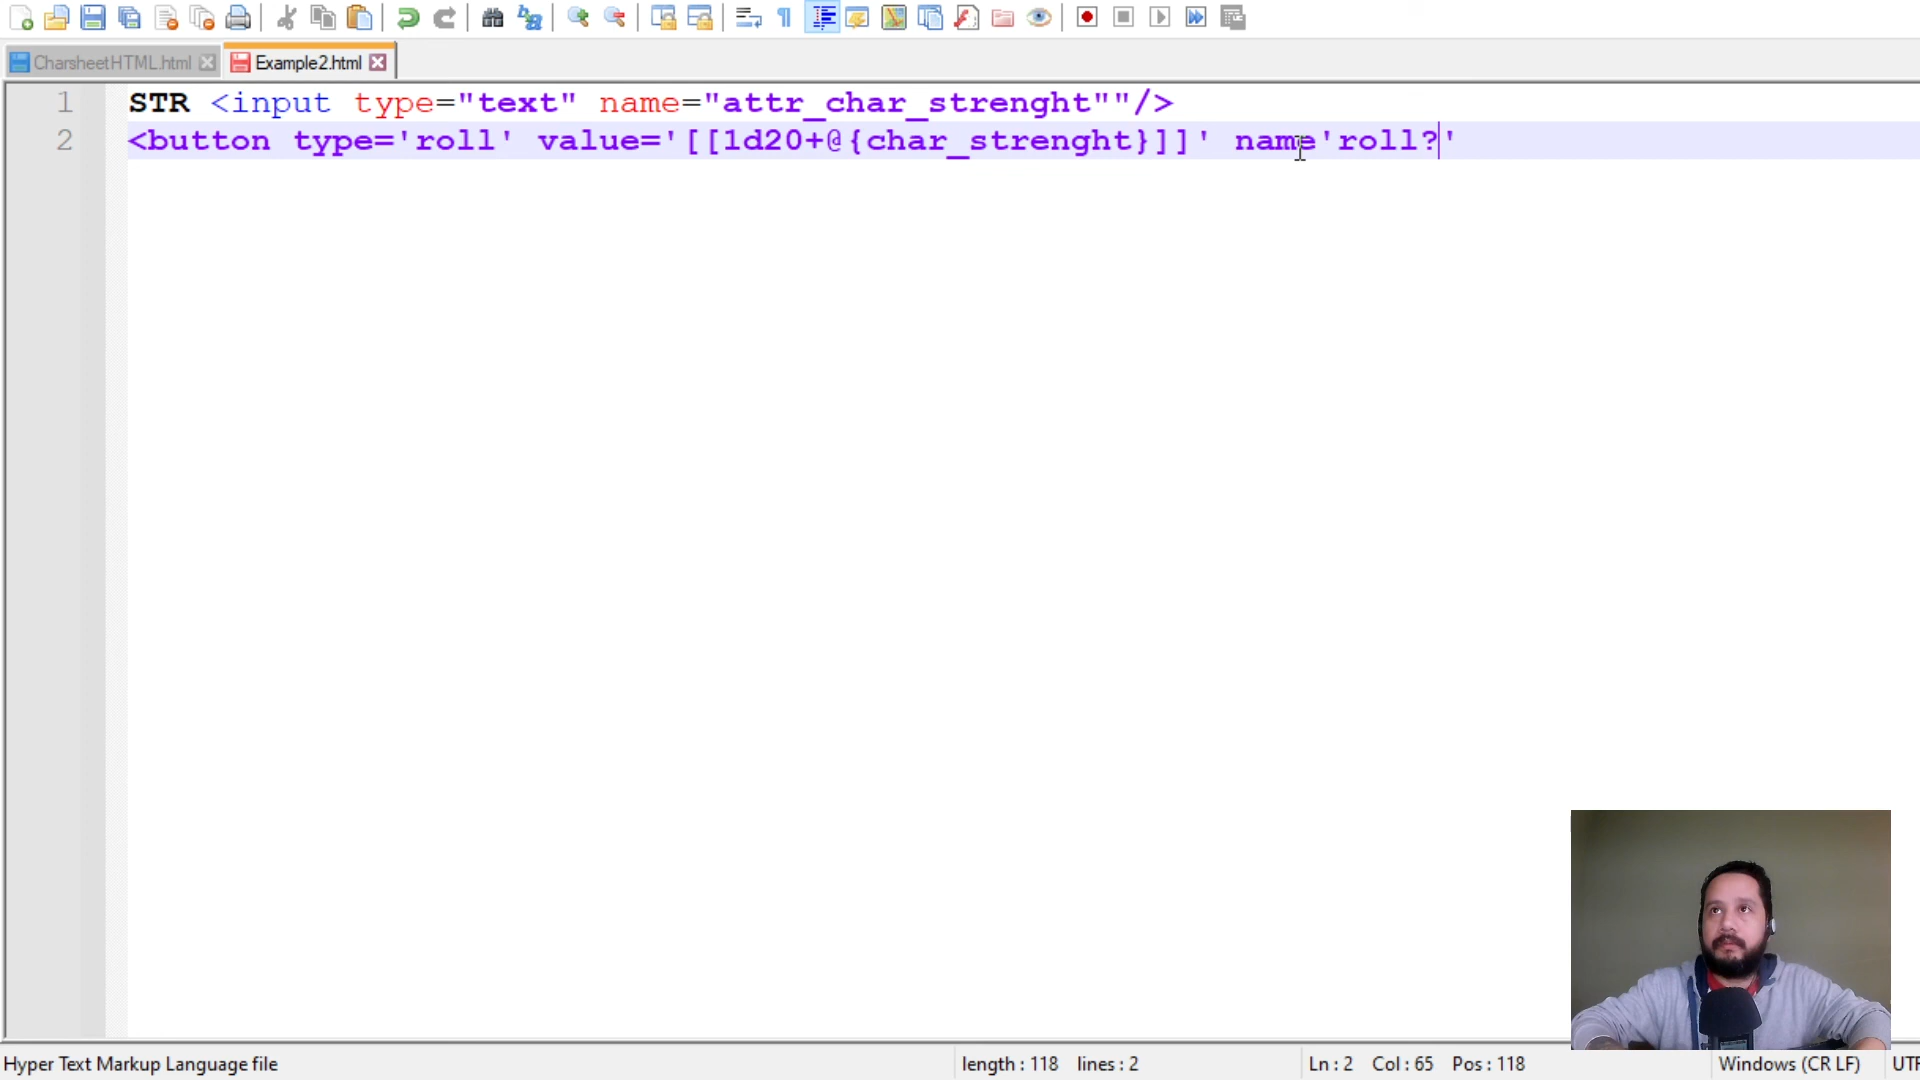 CharsheetHTML.html Example2.html
1 STR <input type="text" name="attr_char_strenght""/>
2 <button type='roll' value='[[1d20+@{char_strenght}]]' name'roll?'
Hyper Text Markup Language file length : 118 lines : 2 Ln : 2 Col : 65 Pos : 118 Windows (CR LF) UTF